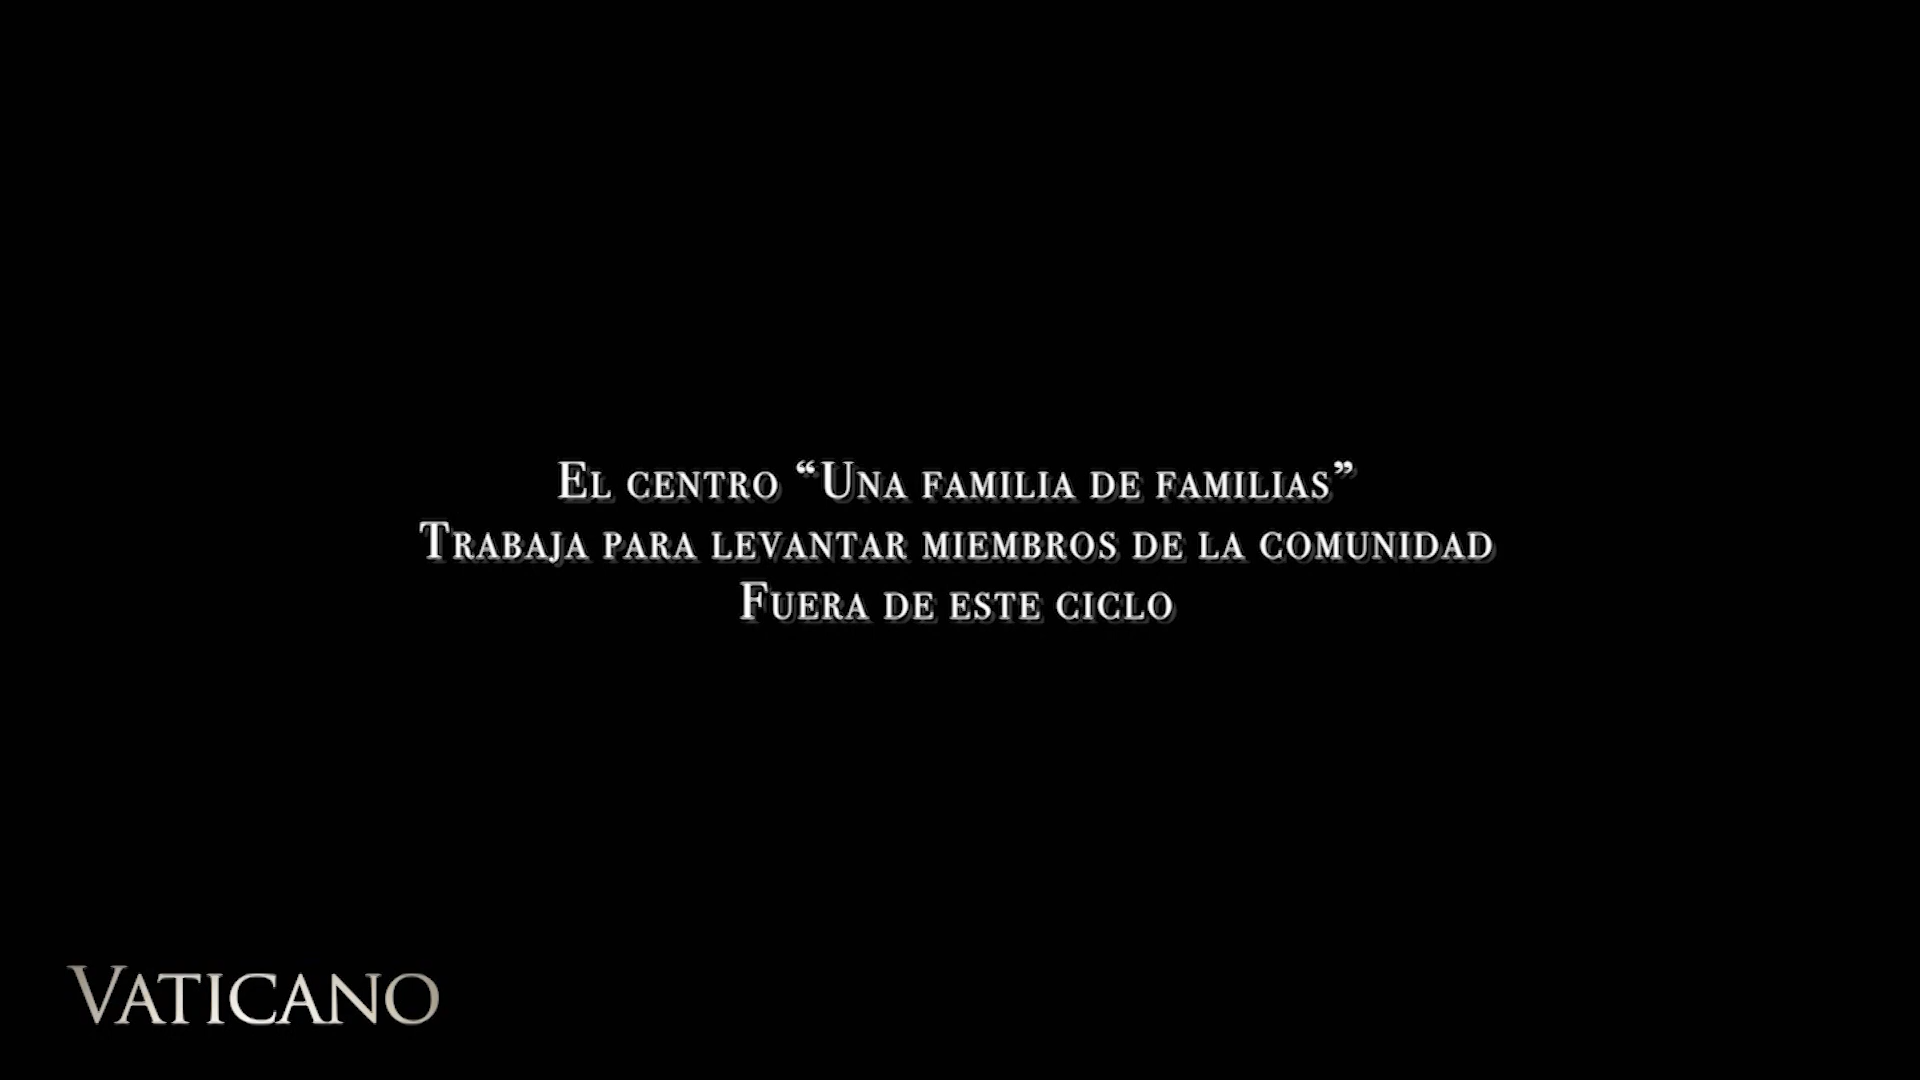 El centro “Una familia de familias”
Trabaja para levantar miembros de la comunidad
Fuera de este ciclo
Vaticano